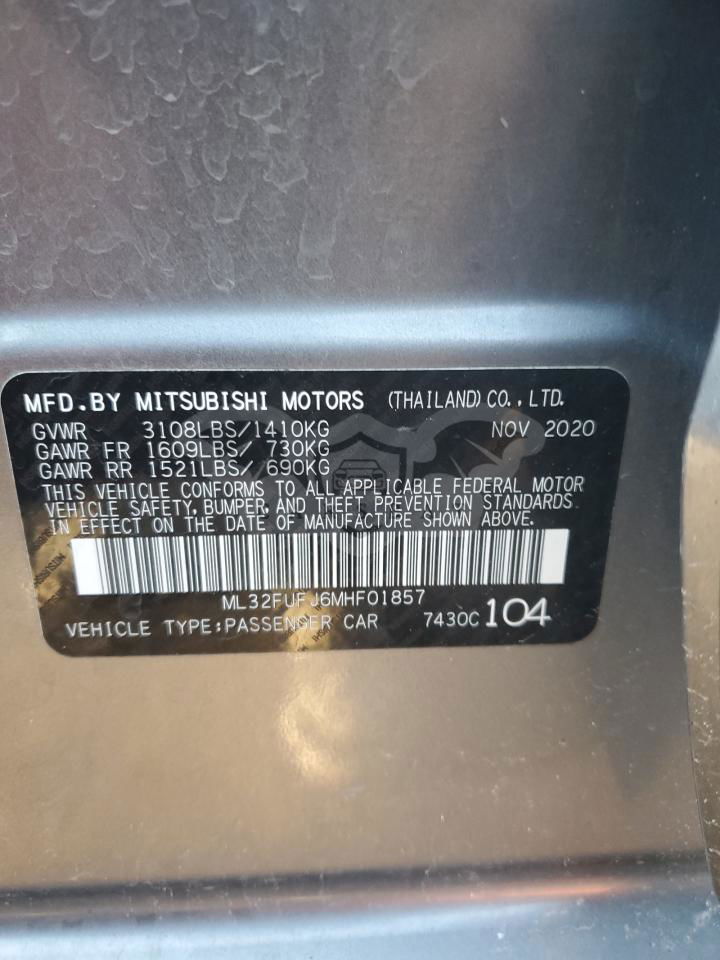 MFD.BY MITSUBISHI MOTORS (THAILAND) CO., LTD.
GVWR 3108LBS/1410KG NOV 2020
GAWR FR 1609LBS/ 730KG
GAWR RR 1521LBS/ 690KG
THIS VEHICLE CONFORMS TO ALL APPLICABLE FEDERAL MOTOR
VEHICLE SAFETY, BUMPER, AND THEFT PREVENTION STANDARDS
IN EFFECT ON THE DATE OF MANUFACTURE SHOWN ABOVE.
ML32FUFJ6MHF01857
VEHICLE TYPE:PASSENGER CAR 7430C 104